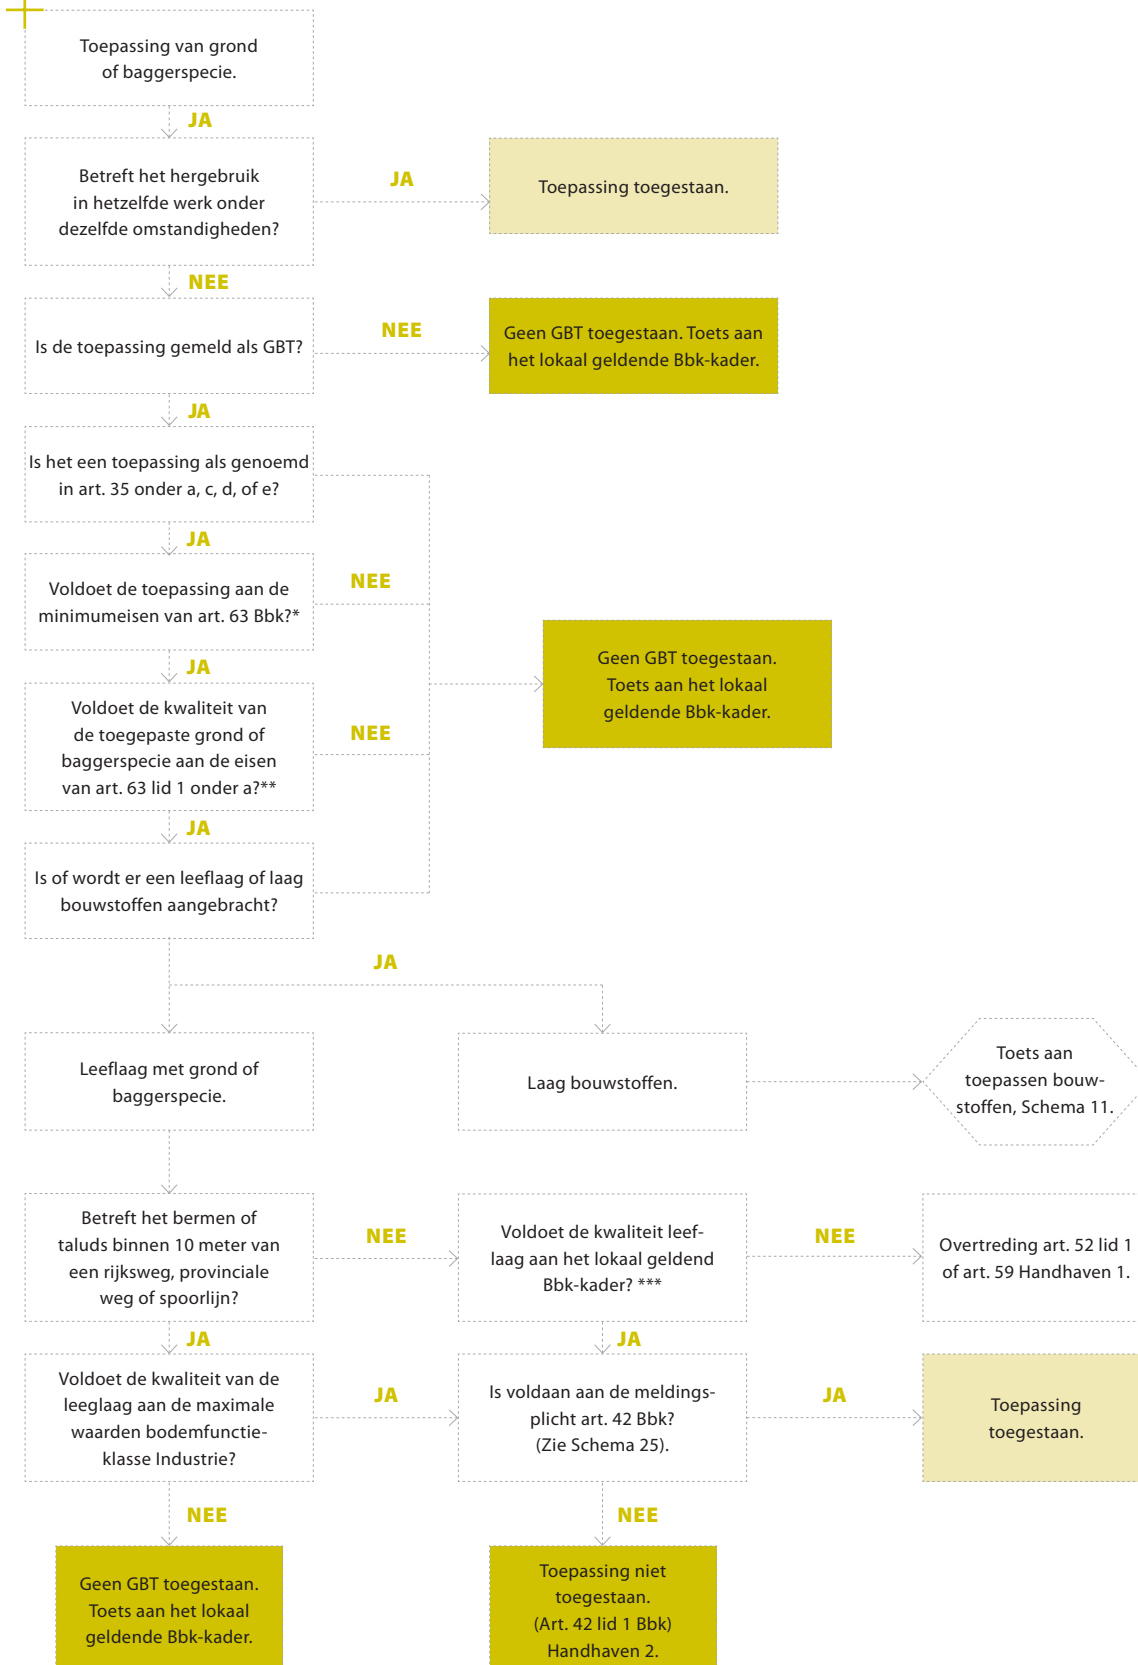 Toepassing van grond
of baggerspecie.
JA
Betreft het hergebruik
in hetzelfde werk onder
dezelfde omstandigheden?
JA
Toepassing toegestaan.
NEE
Is de toepassing gemeld als GBT?
NEE
Geen GBT toegestaan. Toets aan
het lokaal geldende Bbk-kader.
JA
Is het een toepassing als genoemd
in art. 35 onder a, c, d, of e?
JA
Voldoet de toepassing aan de
minimumeisen van art. 63 Bbk?*
NEE
JA
Voldoet de kwaliteit van
de toegepaste grond of
baggerspecie aan de eisen
van art. 63 lid 1 onder a?**
NEE
Geen GBT toegestaan.
Toets aan het lokaal
geldende Bbk-kader.
JA
Is of wordt er een leeflaag of laag
bouwstoffen aangebracht?
JA
Leeflaag met grond of
baggerspecie.
Laag bouwstoffen.
Toets aan
toepassen bouw-
stoffen, Schema 11.
Betreft het bermen of
taluds binnen 10 meter van
een rijksweg, provinciale
weg of spoorlijn?
NEE
Voldoet de kwaliteit leef-
laag aan het lokaal geldend
Bbk-kader? ***
NEE
Overtreding art. 52 lid 1
of art. 59 Handhaven 1.
JA
JA
Voldoet de kwaliteit van de
leeglaag aan de maximale
waarden bodemfunctie-
klasse Industrie?
JA
Is voldaan aan de meldings-
plicht art. 42 Bbk?
(Zie Schema 25).
JA
Toepassing
toegestaan.
NEE
NEE
Geen GBT toegestaan.
Toets aan het lokaal
geldende Bbk-kader.
Toepassing niet
toegestaan.
(Art. 42 lid 1 Bbk)
Handhaven 2.